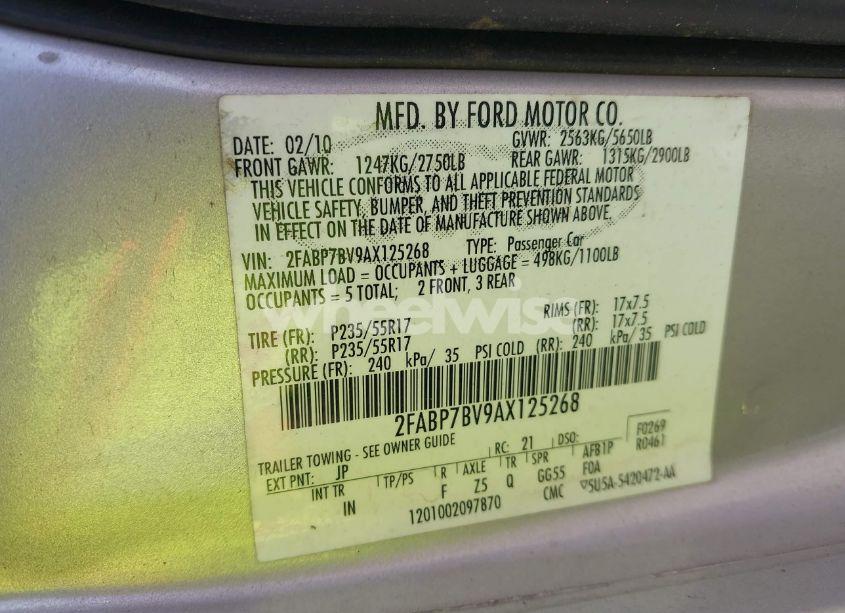 MFD. BY FORD MOTOR CO.
DATE: 02/10 GVWR: 2563KG/5650LB
FRONT GAWR: 1247KG/2750LB REAR GAWR: 1315KG/2900LB
THIS VEHICLE CONFORMS TO ALL APPLICABLE FEDERAL MOTOR
VEHICLE SAFETY, BUMPER, AND THEFT PREVENTION STANDARDS
IN EFFECT ON THE DATE OF MANUFACTURE SHOWN ABOVE.
VIN: 2FABP7BV9AX125268 TYPE: Passenger Car
MAXIMUM LOAD = OCCUPANTS + LUGGAGE = 498KG/1100LB
OCCUPANTS = 5 TOTAL; 2 FRONT, 3 REAR
wheelwise
TIRE (FR): P235/55R17 RIMS (FR): 17x7.5
(RR): P235/55R17 (RR): 17x7.5
PRESSURE (FR): 240 kPa/ 35 PSI COLD (RR): 240 kPa/ 35 PSI COLD
2FABP7BV9AX125268
TRAILER TOWING - SEE OWNER GUIDE RC: 21 DSO: F0269
EXT PNT: JP AFB1P R0461
INT TR TP/PS R AXLE TR SPR FOA
IN F Z5 Q GG55 5U5A-5420472-AA
1201002097870 CMC